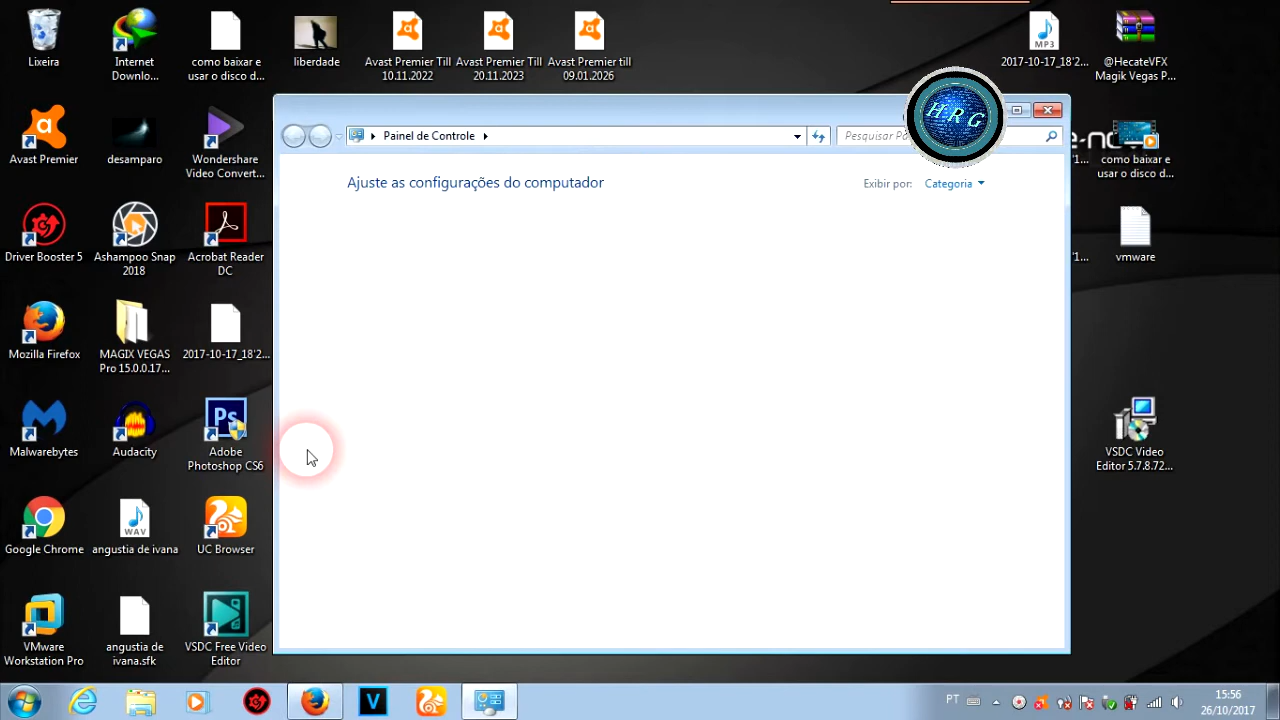 Lixeira
Internet
Downlo...
como baixar e
usar o disco d...
liberdade
Avast Premier Till
10.11.2022
Avast Premier Till
20.11.2023
Avast Premier till
09.01.2026
MP3
2017-10-17_18'2...
@HecateVFX
Magik Vegas P...
HRG
Painel de Controle
Pesquisar P
Ajuste as configurações do computador
Exibir por:
Categoria
Avast Premier
desamparo
Wondershare
Video Convert...
e-nov
"1...
como baixar e
usar o disco d...
Driver Booster 5
Ashampoo Snap
2018
Acrobat Reader
DC
"1...
vmware
Mozilla Firefox
MAGIX VEGAS
Pro 15.0.0.17...
2017-10-17_18'2...
Malwarebytes
Audacity
Ps
Adobe
Photoshop CS6
VSDC Video
Editor 5.7.8.72...
Google Chrome
WAV
angustia de ivana
UC Browser
VMware
Workstation Pro
angustia de
ivana.sfk
VSDC Free Video
Editor
V
PT
15:56
26/10/2017